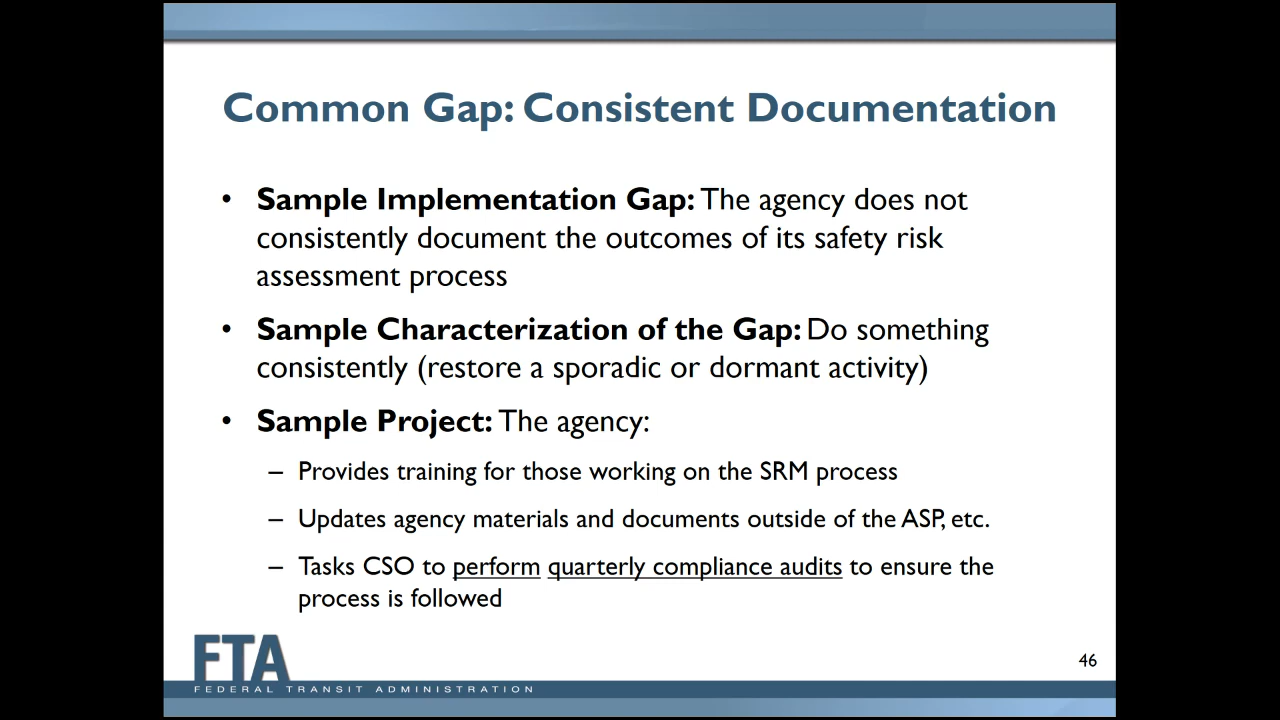 Common Gap: Consistent Documentation
• Sample Implementation Gap: The agency does not
consistently document the outcomes of its safety risk
assessment process
• Sample Characterization of the Gap: Do something
consistently (restore a sporadic or dormant activity)
• Sample Project: The agency:
– Provides training for those working on the SRM process
– Updates agency materials and documents outside of the ASP, etc.
– Tasks CSO to perform quarterly compliance audits to ensure the
process is followed
FTA
FEDERAL TRANSIT ADMINISTRATION
46